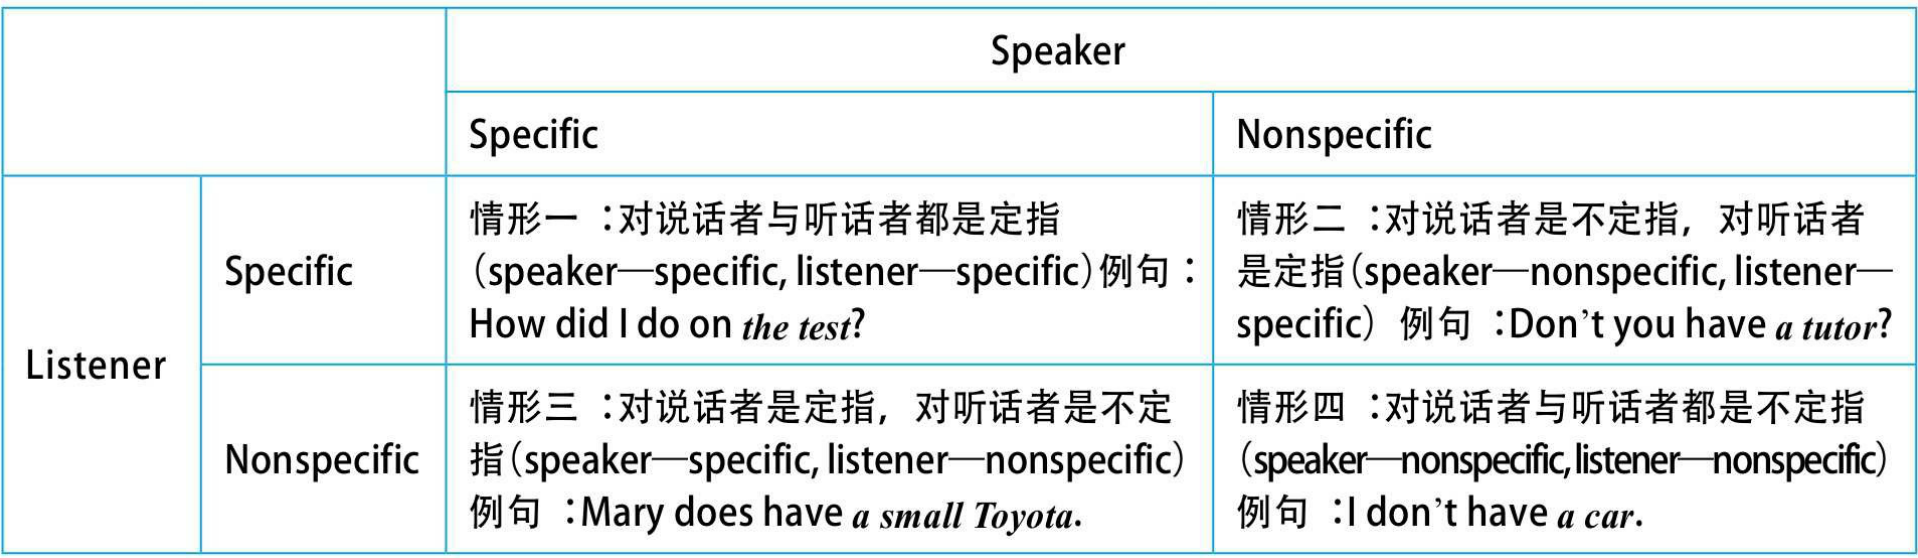 Speaker
Specific
Nonspecific
Listener
Specific
情形一 ：对说话者与听话者都是定指
（speaker—specific, listener—specific）例句：
How did I do on the test?
情形二 ：对说话者是不定指，对听话者
是定指（speaker—nonspecific, listener—
specific） 例句 ：Don’t you have a tutor?
Nonspecific
情形三 ：对说话者是定指，对听话者是不定
指（speaker—specific, listener—nonspecific）
例句 ：Mary does have a small Toyota.
情形四 ：对说话者与听话者都是不定指
（speaker—nonspecific, listener—nonspecific）
例句 ：I don’t have a car.